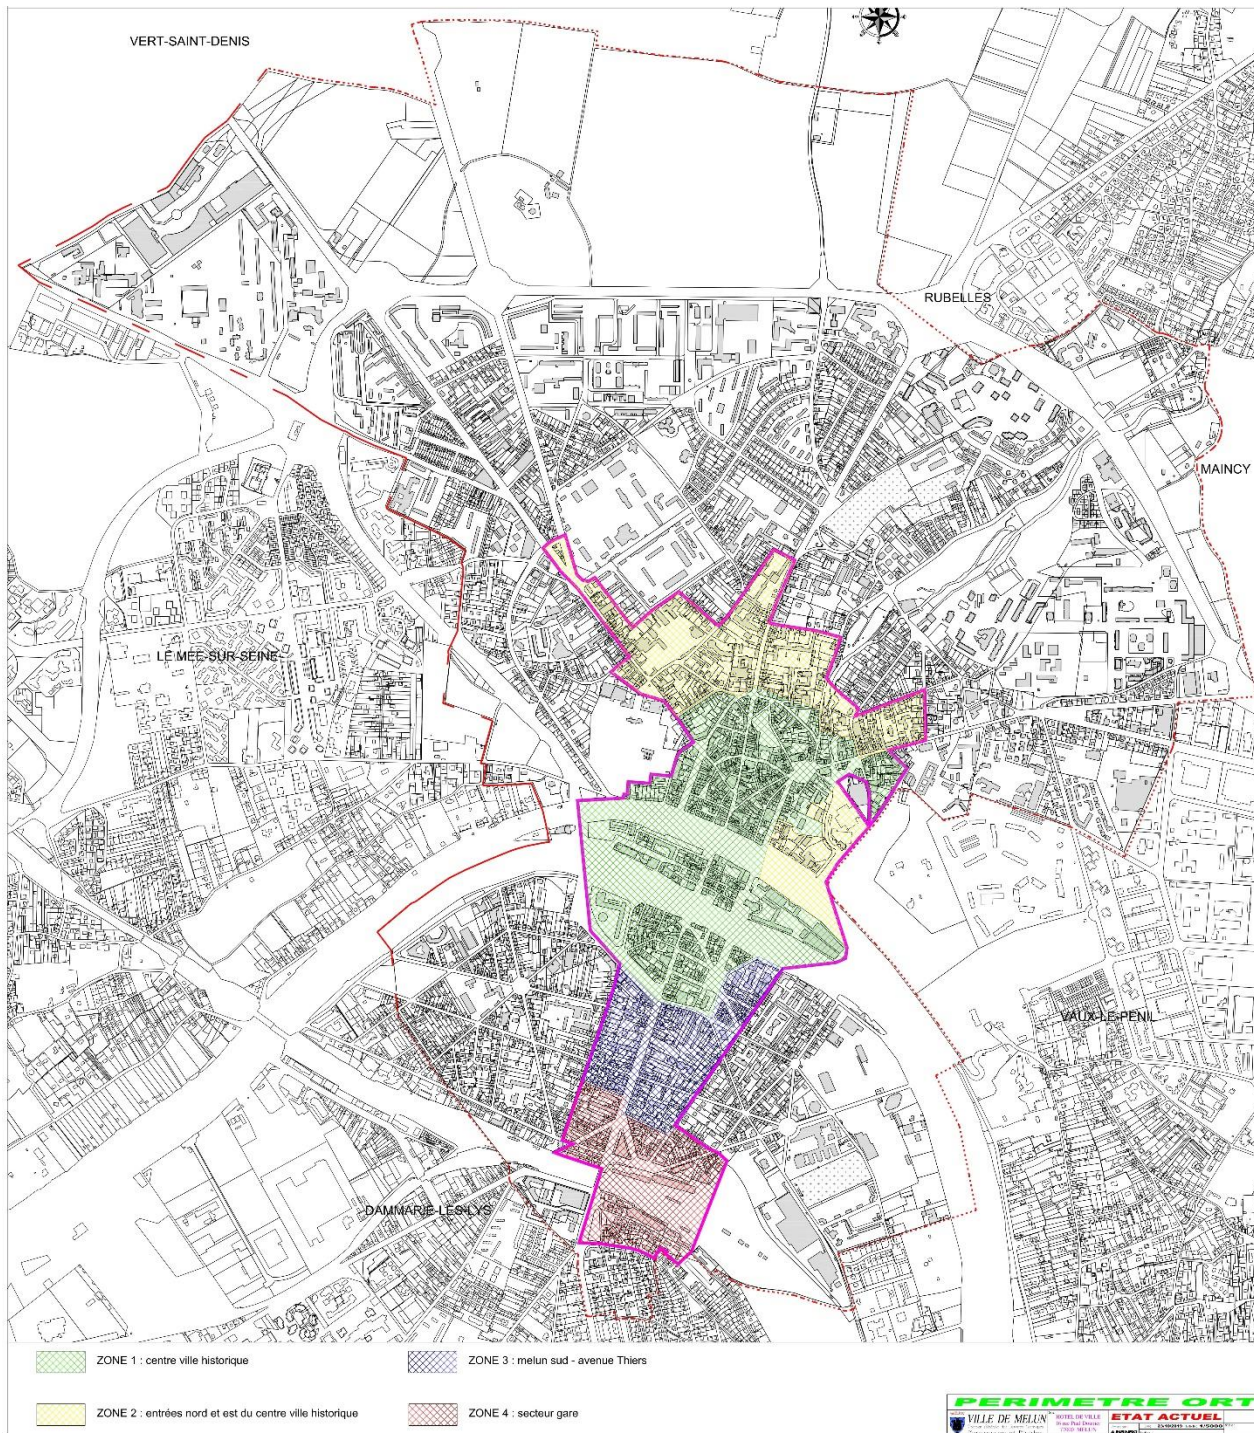 VERT-SAINT-DENIS
RUBELLES
MAINCY
LE MEE-SUR-SEINE
VAUX-LE-PENIL
DAMMARIE-LES-LYS
ZONE 1 : centre ville historique
ZONE 3 : melun sud - avenue Thiers
ZONE 2 : entrées nord et est du centre ville historique
ZONE 4 : secteur gare
PERIMETRE ORT
VILLE DE MELUN
HOTEL DE VILLE
ETAT ACTUEL